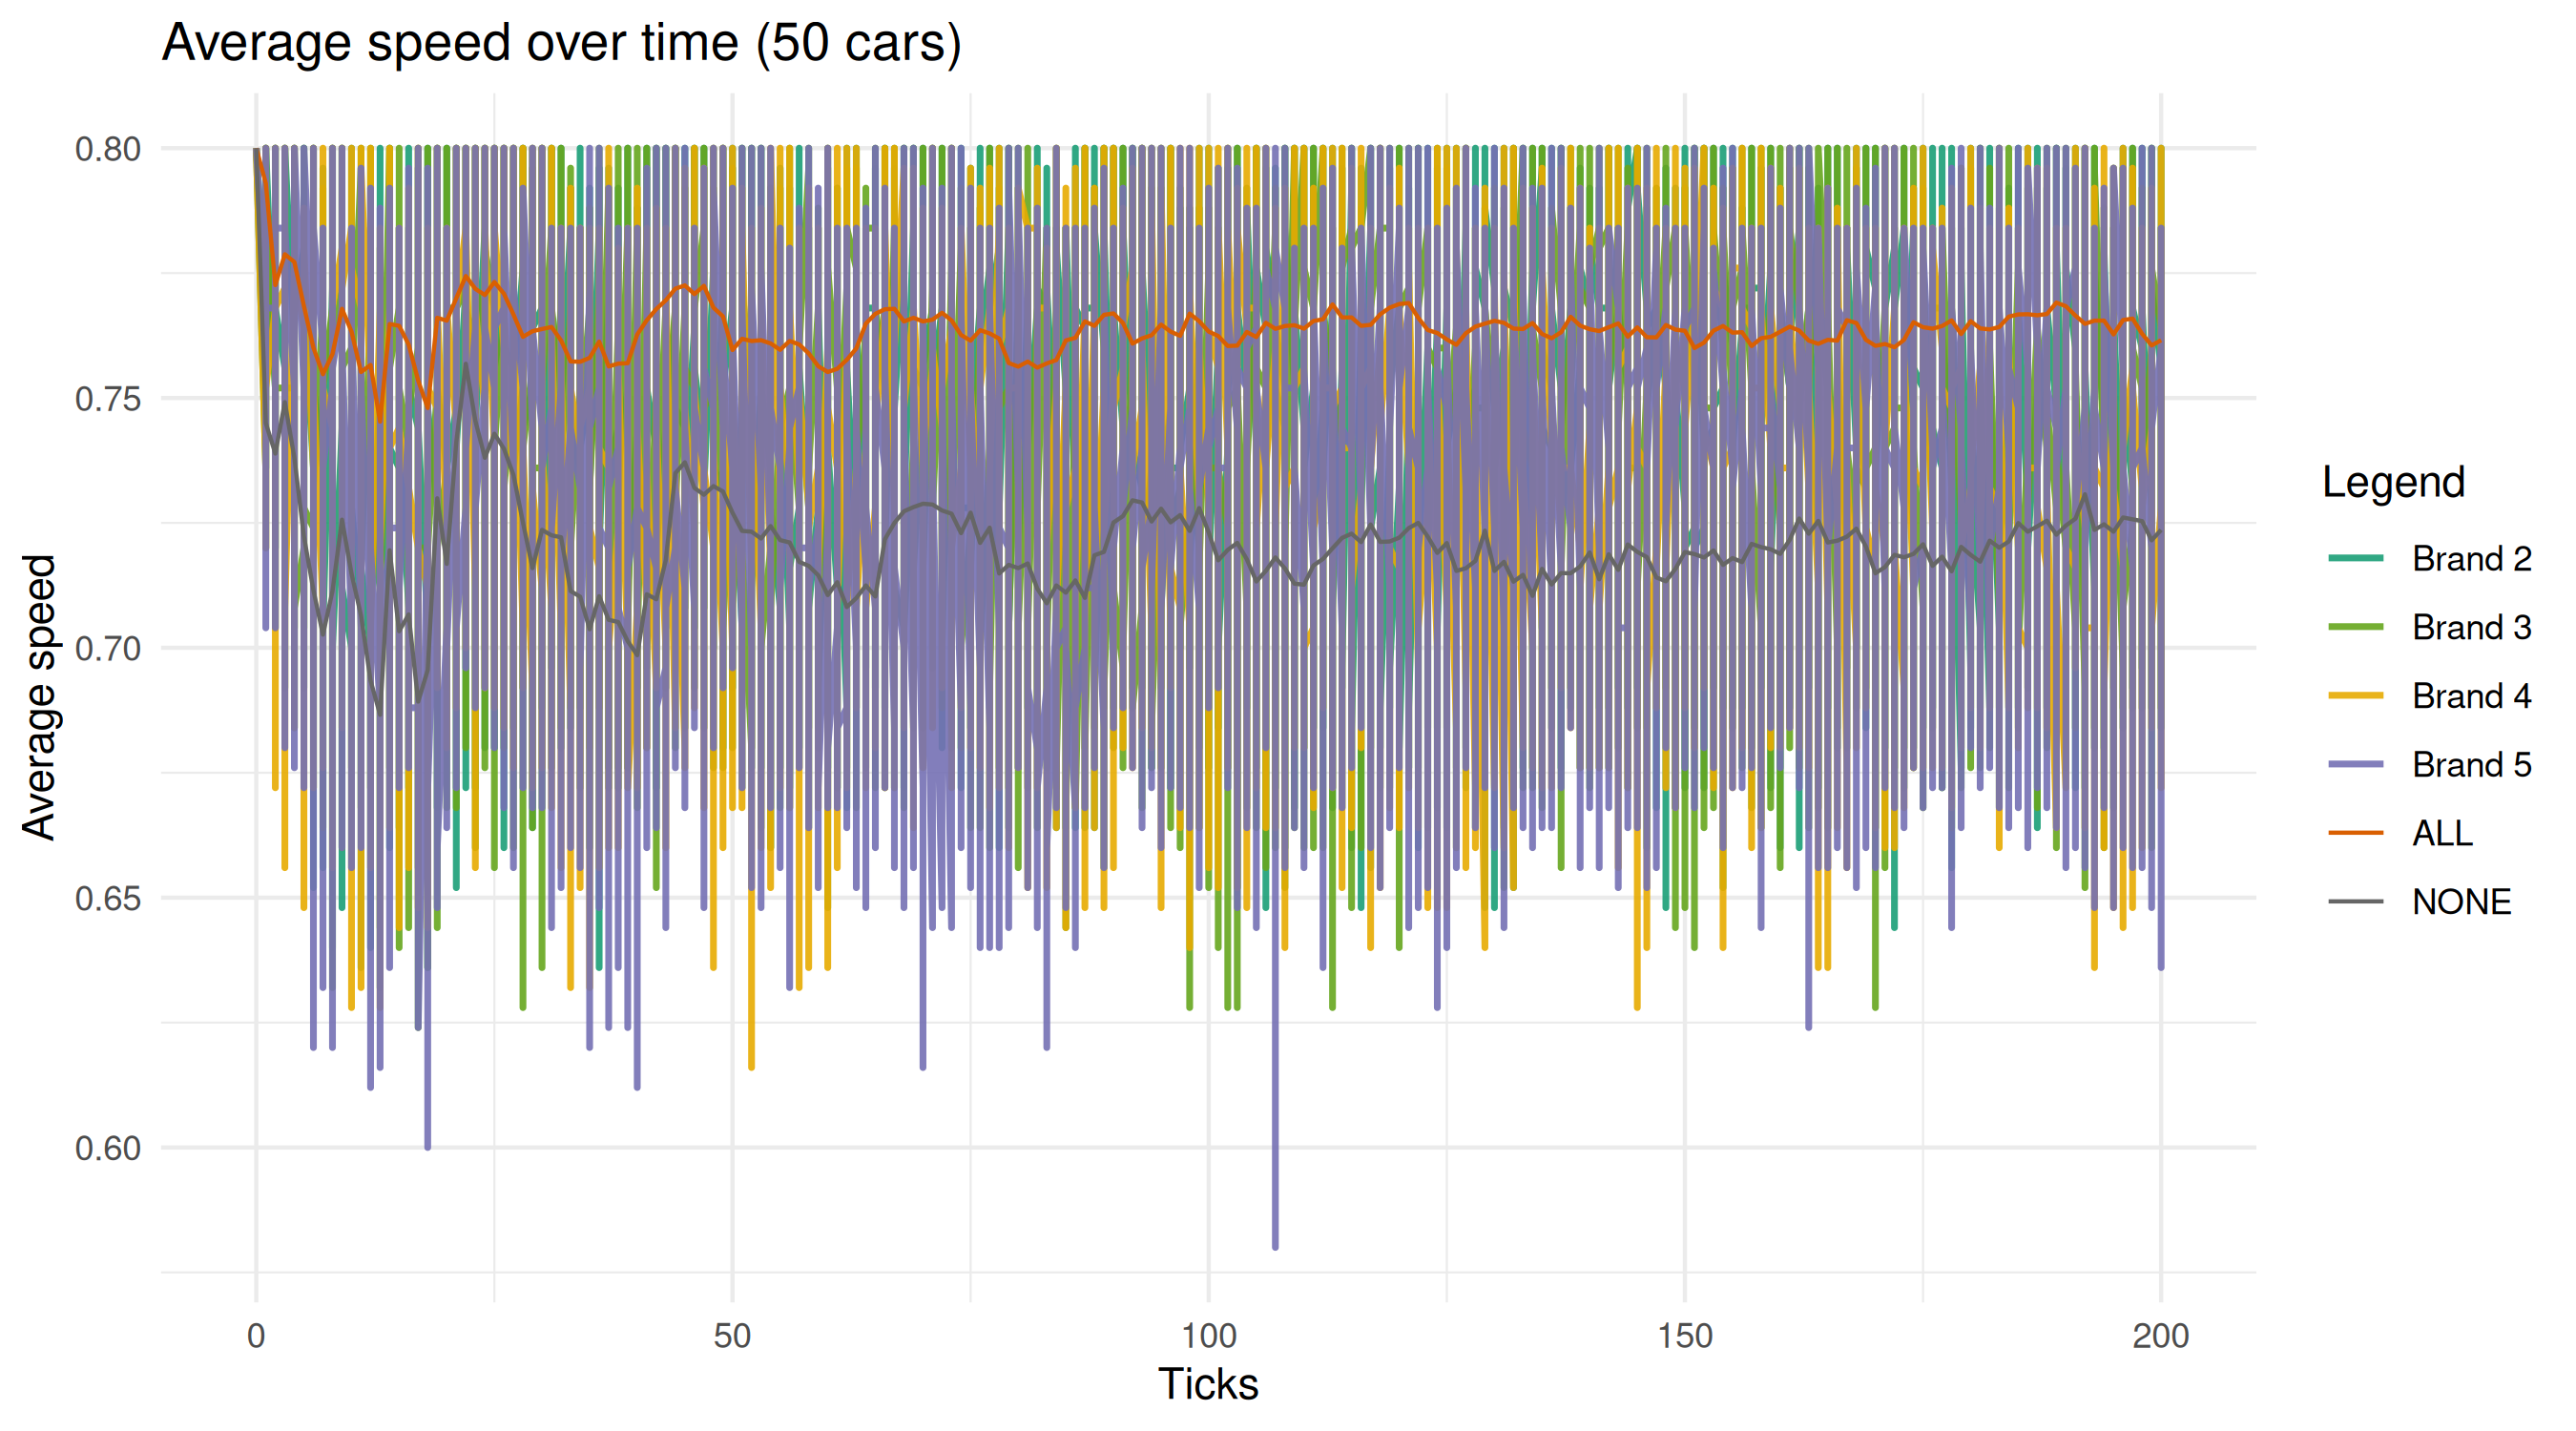 Average speed over time (50 cars)
Average speed
0.80
0.75
0.70
0.65
0.60
0
50
100
150
200
Ticks
Legend
Brand 2
Brand 3
Brand 4
Brand 5
ALL
NONE